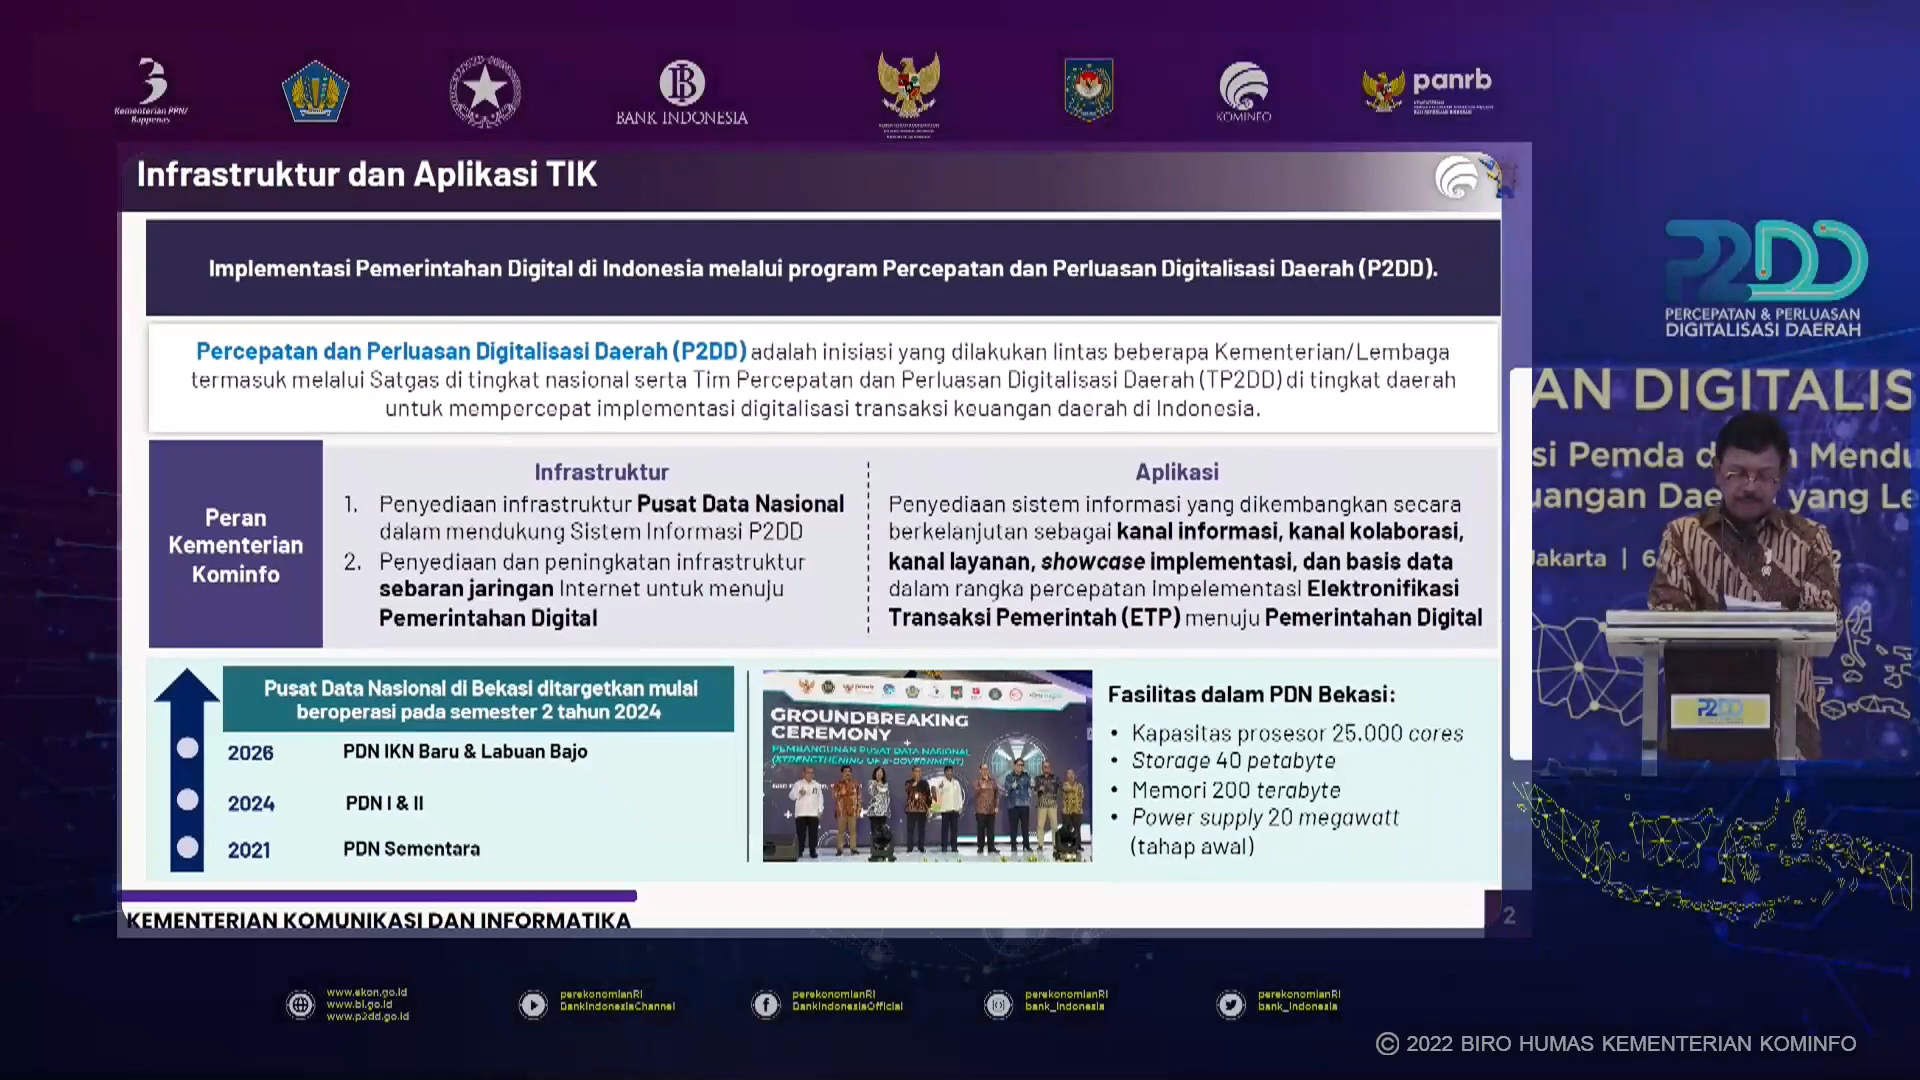 Kementerian PPN/
Bappenas
BANK INDONESIA
KOMINFO
panrb
Infrastruktur dan Aplikasi TIK
Implementasi Pemerintahan Digital di Indonesia melalui program Percepatan dan Perluasan Digitalisasi Daerah (P2DD).
P2DD
PERCEPATAN & PERLUASAN
DIGITALISASI DAERAH
Percepatan dan Perluasan Digitalisasi Daerah (P2DD) adalah inisiasi yang dilakukan lintas beberapa Kementerian/Lembaga
termasuk melalui Satgas di tingkat nasional serta Tim Percepatan dan Perluasan Digitalisasi Daerah (TP2DD) di tingkat daerah
untuk mempercepat implementasi digitalisasi transaksi keuangan daerah di Indonesia.
Peran
Kementerian
Kominfo
Infrastruktur
1. Penyediaan infrastruktur Pusat Data Nasional
dalam mendukung Sistem Informasi P2DD
2. Penyediaan dan peningkatan infrastruktur
sebaran jaringan Internet untuk menuju
Pemerintahan Digital
Aplikasi
Penyediaan sistem informasi yang dikembangkan secara
berkelanjutan sebagai kanal informasi, kanal kolaborasi,
kanal layanan, showcase implementasi, dan basis data
dalam rangka percepatan Impelementasi Elektronifikasi
Transaksi Pemerintah (ETP) menuju Pemerintahan Digital
AN DIGITALIS
si Pemda d n Mendu
uangan Dae yang Le
Jakarta | 6
P2DD
Pusat Data Nasional di Bekasi ditargetkan mulai
beroperasi pada semester 2 tahun 2024
2026 PDN IKN Baru & Labuan Bajo
2024 PDN I & II
2021 PDN Sementara
GROUNDBREAKING
CEREMONY
PEMBANGUNAN PUSAT DATA NASIONAL
(STRENGTHENING OF E-GOVERNMENT)
Fasilitas dalam PDN Bekasi:
• Kapasitas prosesor 25.000 cores
• Storage 40 petabyte
• Memori 200 terabyte
• Power supply 20 megawatt
(tahap awal)
KEMENTERIAN KOMUNIKASI DAN INFORMATIKA
2
www.ekon.go.id
www.bi.go.id
www.p2dd.go.id
perekonomianRI
BankIndonesiaChannel
perekonomianRI
BankIndonesiaOfficial
perekonomianRI
bank_indonesia
perekonomianRI
bank_indonesia
© 2022 BIRO HUMAS KEMENTERIAN KOMINFO